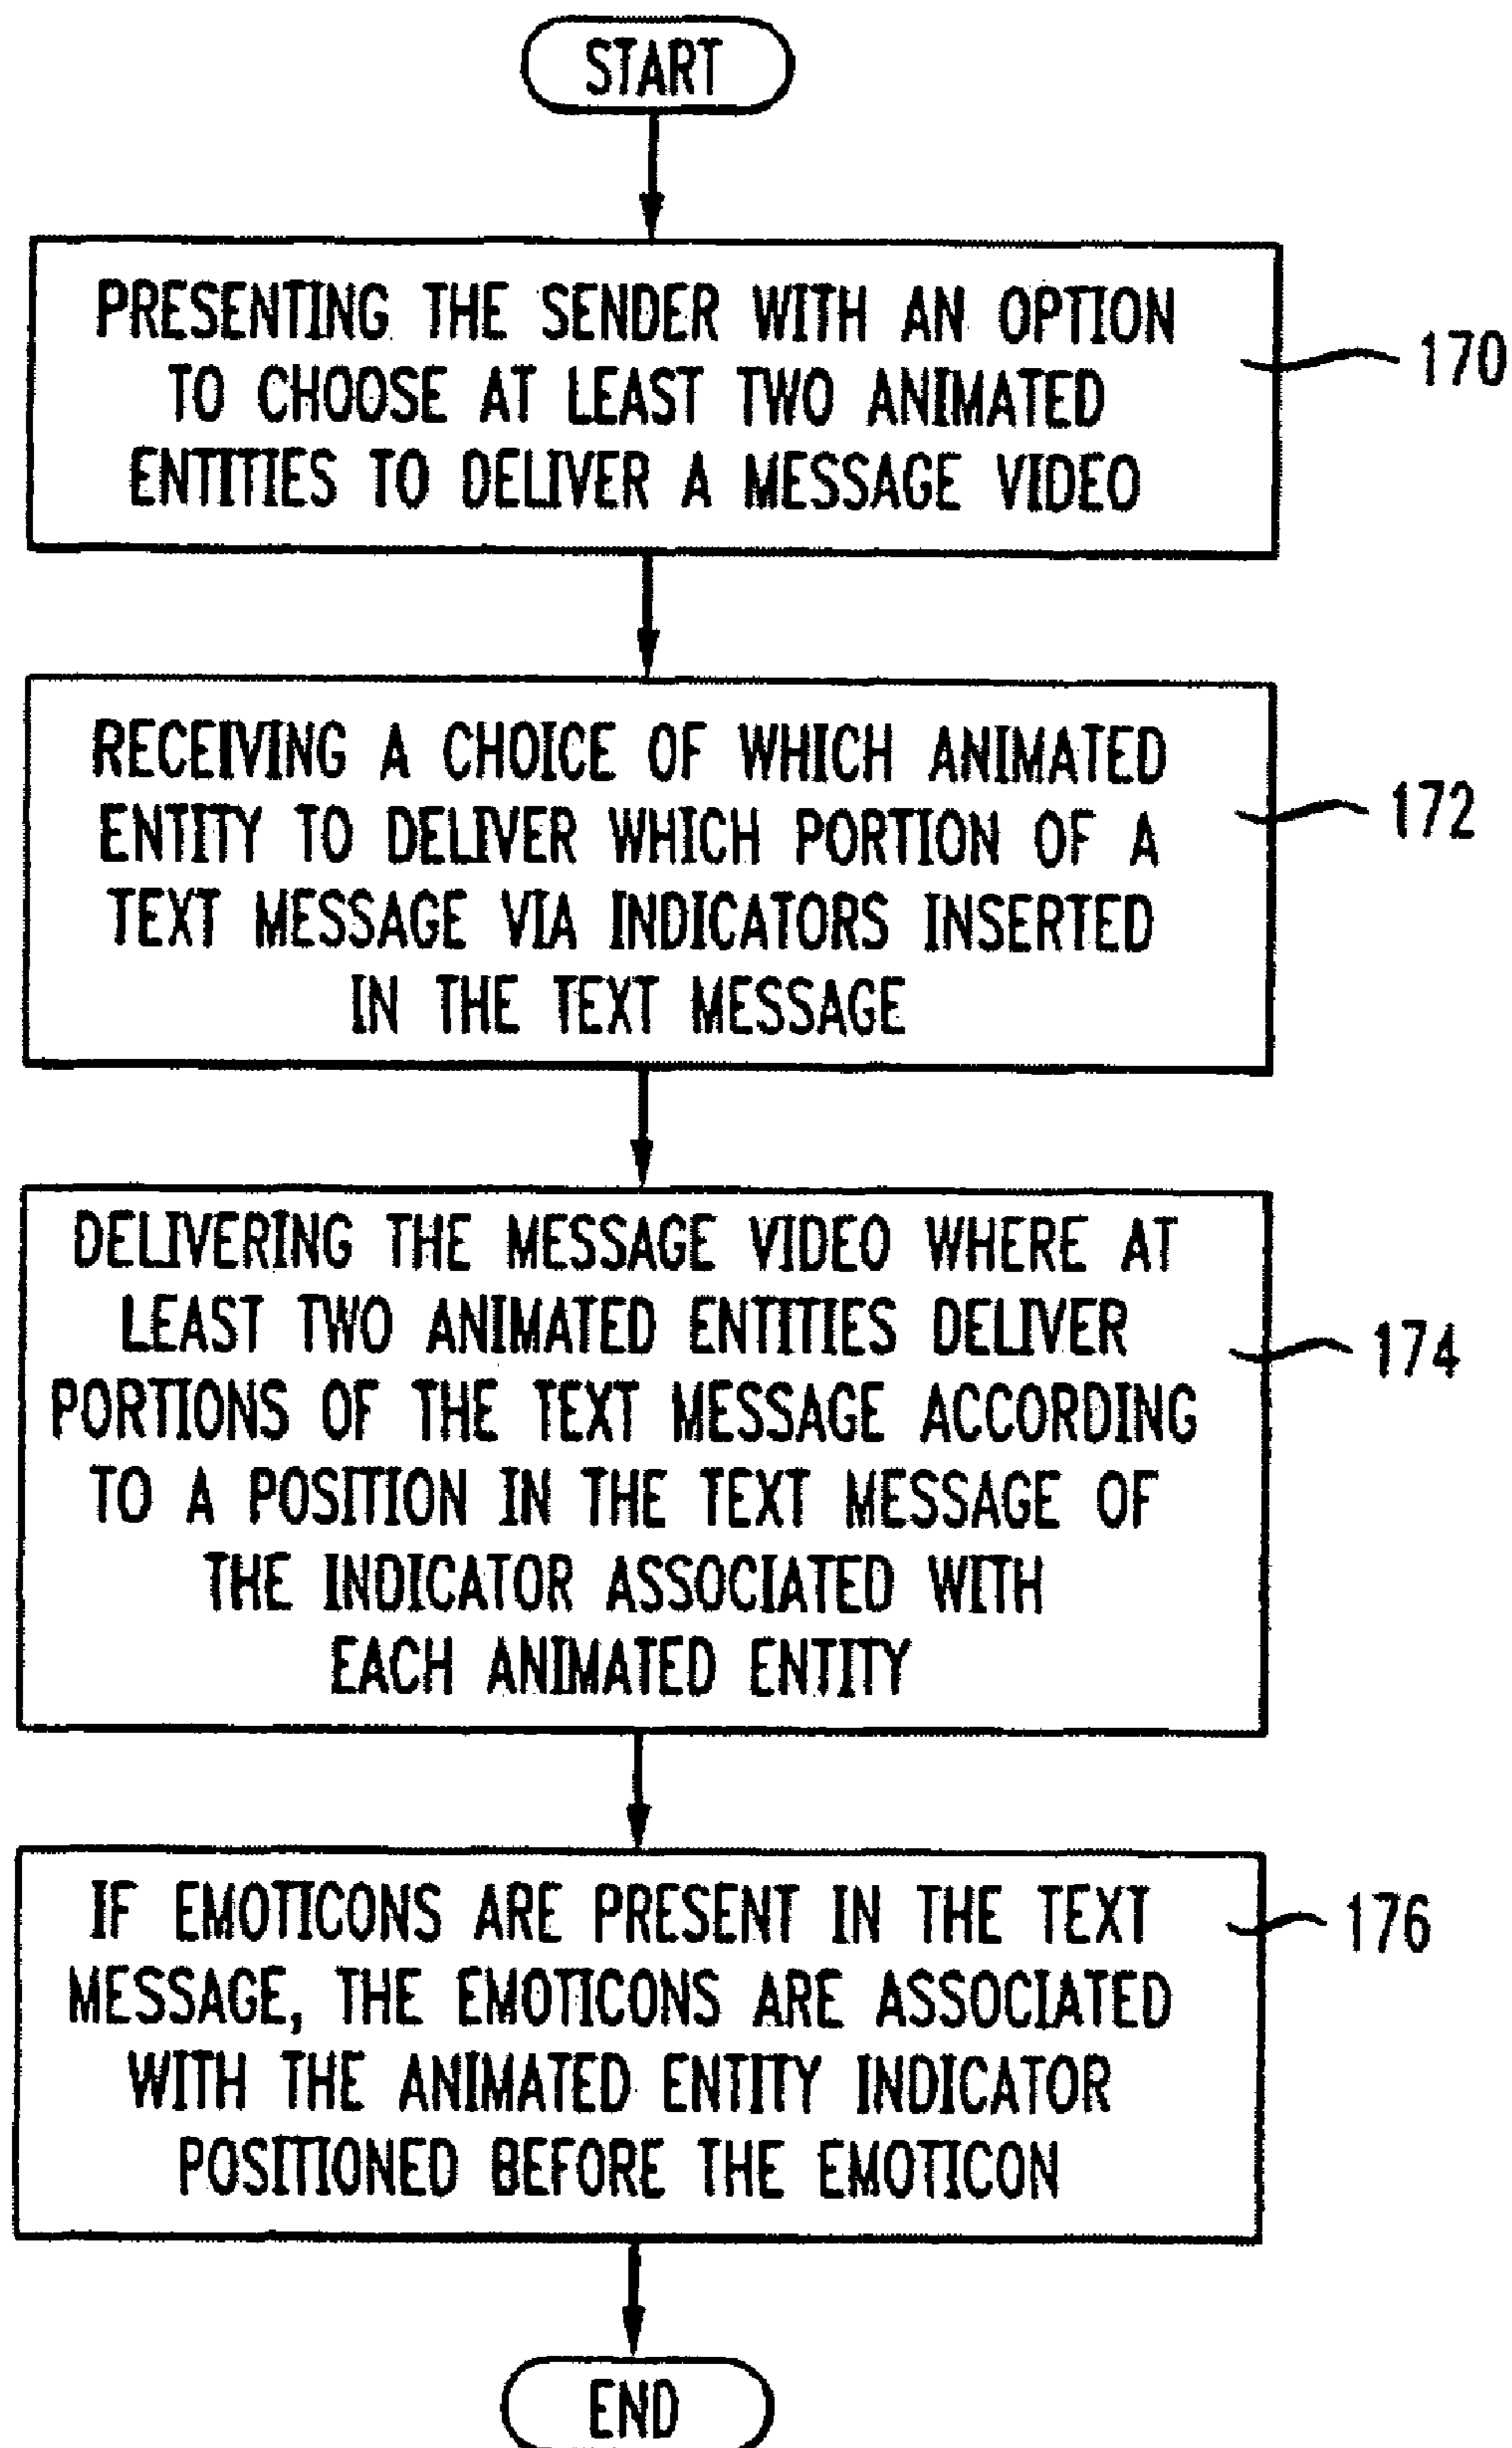 START
PRESENTING THE SENDER WITH AN OPTION
TO CHOOSE AT LEAST TWO ANIMATED
ENTITIES TO DELIVER A MESSAGE VIDEO
170
RECEIVING A CHOICE OF WHICH ANIMATED
ENTITY TO DELIVER WHICH PORTION OF A
TEXT MESSAGE VIA INDICATORS INSERTED
IN THE TEXT MESSAGE
172
DELIVERING THE MESSAGE VIDEO WHERE AT
LEAST TWO ANIMATED ENTITIES DELIVER
PORTIONS OF THE TEXT MESSAGE ACCORDING
TO A POSITION IN THE TEXT MESSAGE OF
THE INDICATOR ASSOCIATED WITH
EACH ANIMATED ENTITY
174
IF EMOTICONS ARE PRESENT IN THE TEXT
MESSAGE, THE EMOTICONS ARE ASSOCIATED
WITH THE ANIMATED ENTITY INDICATOR
POSITIONED BEFORE THE EMOTICON
176
END